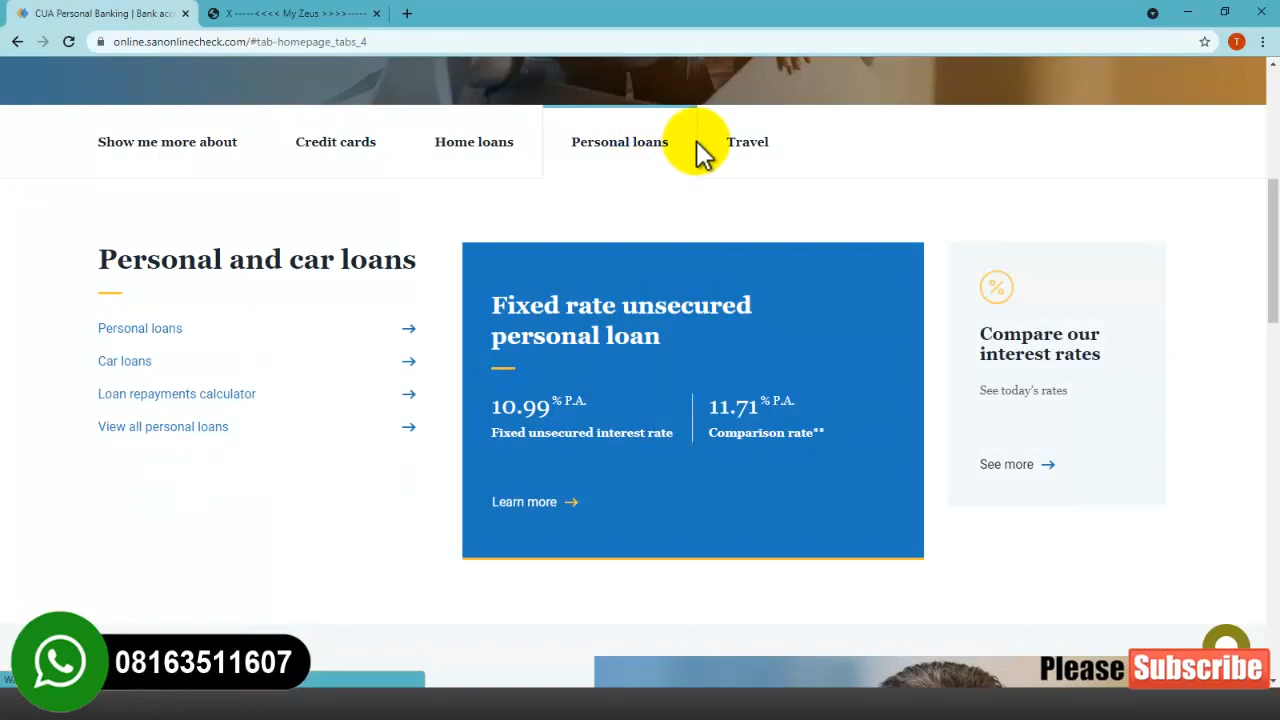 CUA Personal Banking | Bank acc
X -----<<<< My Zeus >>>>-----
T
online.sanonlinecheck.com/#tab-homepage_tabs_4
Show me more about
Credit cards
Home loans
Personal loans
Travel
Personal and car loans
Personal loans
Car loans
Loan repayments calculator
View all personal loans
Fixed rate unsecured
personal loan
10.99 % P.A.
Fixed unsecured interest rate
11.71 % P.A.
Comparison rate**
Learn more
%
Compare our
interest rates
See today's rates
See more
08163511607
Please Subscribe